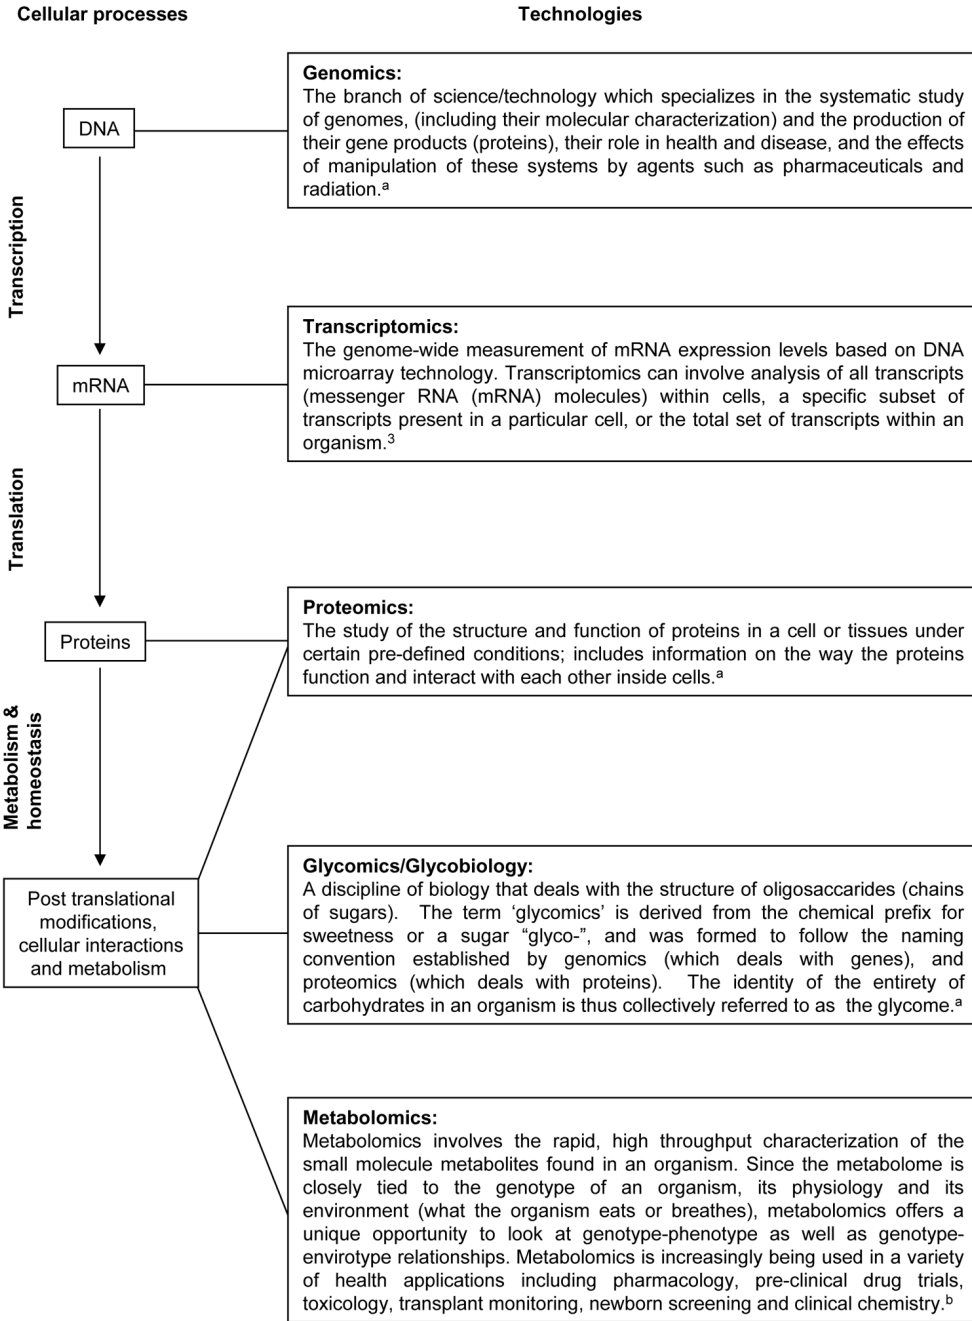 Cellular processes
Technologies
DNA
Genomics:
The branch of science/technology which specializes in the systematic study
of genomes, (including their molecular characterization) and the production of
their gene products (proteins), their role in health and disease, and the effects
of manipulation of these systems by agents such as pharmaceuticals and
radiation.ᵃ
Transcription
mRNA
Transcriptomics:
The genome-wide measurement of mRNA expression levels based on DNA
microarray technology. Transcriptomics can involve analysis of all transcripts
(messenger RNA (mRNA) molecules) within cells, a specific subset of
transcripts present in a particular cell, or the total set of transcripts within an
organism.³
Translation
Proteins
Proteomics:
The study of the structure and function of proteins in a cell or tissues under
certain pre-defined conditions; includes information on the way the proteins
function and interact with each other inside cells.ᵃ
Metabolism &
homeostasis
Post translational
modifications,
cellular interactions
and metabolism
Glycomics/Glycobiology:
A discipline of biology that deals with the structure of oligosaccarides (chains
of sugars). The term ‘glycomics’ is derived from the chemical prefix for
sweetness or a sugar “glyco-”, and was formed to follow the naming
convention established by genomics (which deals with genes), and
proteomics (which deals with proteins). The identity of the entirety of
carbohydrates in an organism is thus collectively referred to as the glycome.ᵃ
Metabolomics:
Metabolomics involves the rapid, high throughput characterization of the
small molecule metabolites found in an organism. Since the metabolome is
closely tied to the genotype of an organism, its physiology and its
environment (what the organism eats or breathes), metabolomics offers a
unique opportunity to look at genotype-phenotype as well as genotype-
envirotype relationships. Metabolomics is increasingly being used in a variety
of health applications including pharmacology, pre-clinical drug trials,
toxicology, transplant monitoring, newborn screening and clinical chemistry.ᵇ